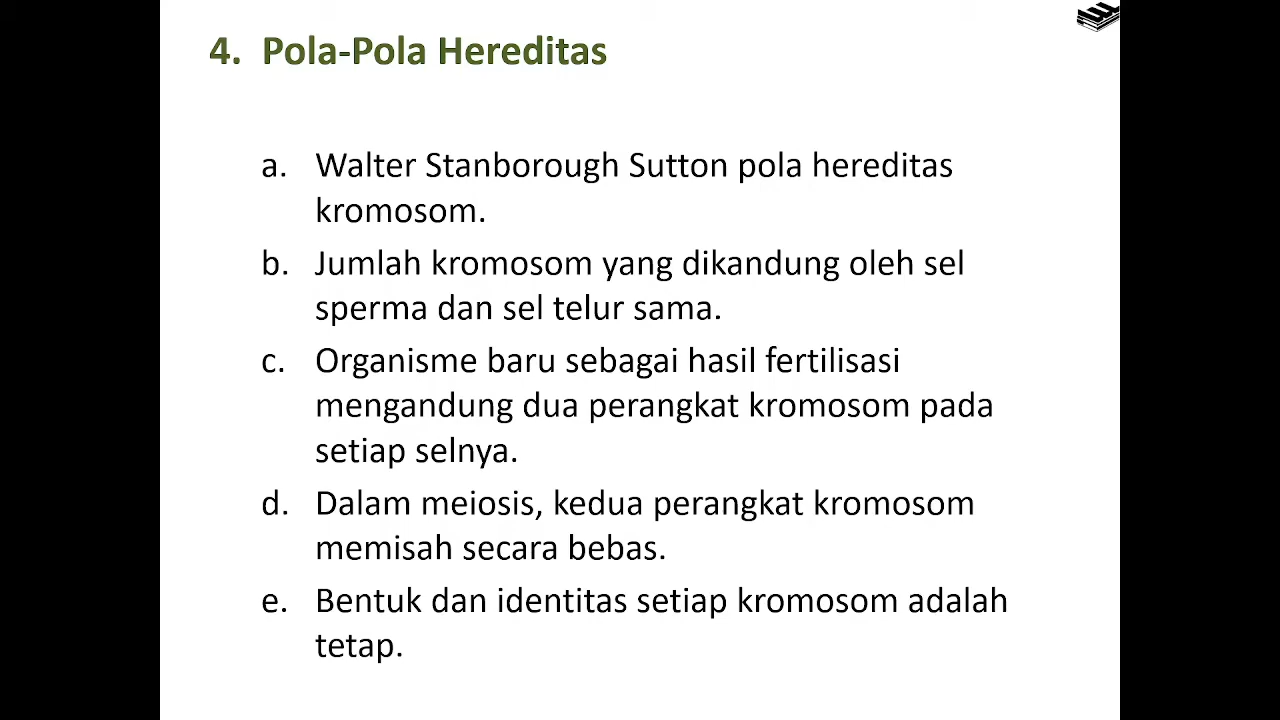 4. Pola-Pola Hereditas
a. Walter Stanborough Sutton pola hereditas
kromosom.
b. Jumlah kromosom yang dikandung oleh sel
sperma dan sel telur sama.
c. Organisme baru sebagai hasil fertilisasi
mengandung dua perangkat kromosom pada
setiap selnya.
d. Dalam meiosis, kedua perangkat kromosom
memisah secara bebas.
e. Bentuk dan identitas setiap kromosom adalah
tetap.